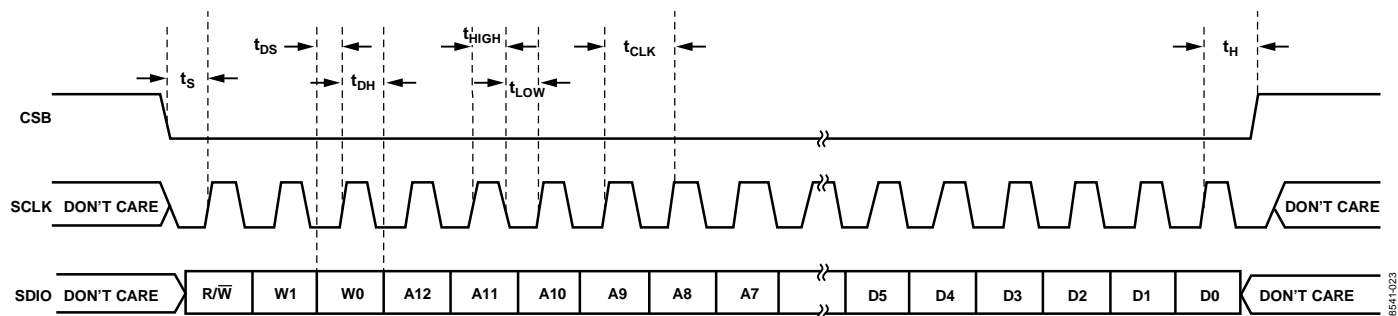 tHIGH
tDS
tCLK
tH
tS
tDH
tLOW
CSB
SCLK DON'T CARE DON'T CARE
SDIO DON'T CARE R/W̅ W1 W0 A12 A11 A10 A9 A8 A7 D5 D4 D3 D2 D1 D0 DON'T CARE
8541-023